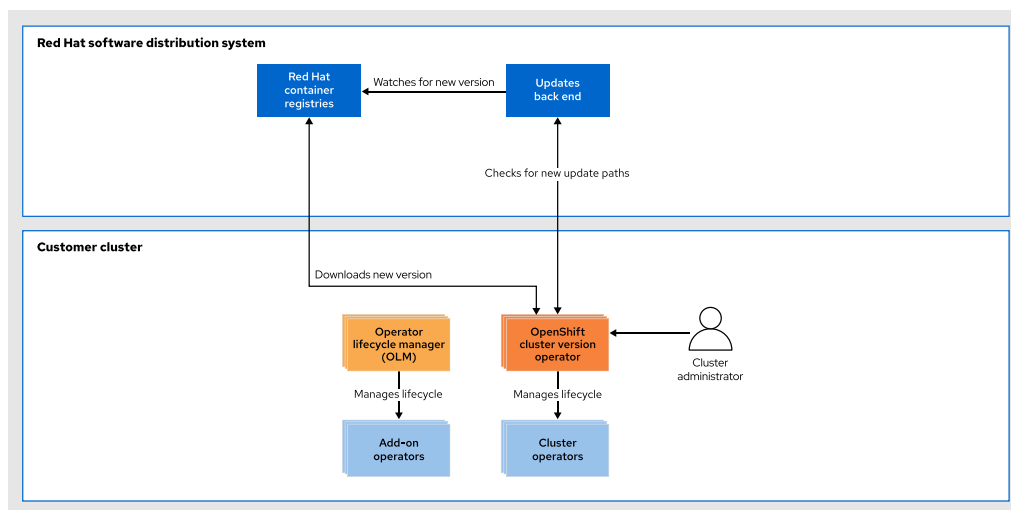 Red Hat software distribution system
Red Hat
container
registries
Watches for new version
Updates
back end
Checks for new update paths
Customer cluster
Downloads new version
Operator
lifecycle manager
(OLM)
OpenShift
cluster version
operator
Cluster
administrator
Manages lifecycle
Manages lifecycle
Add-on
operators
Cluster
operators